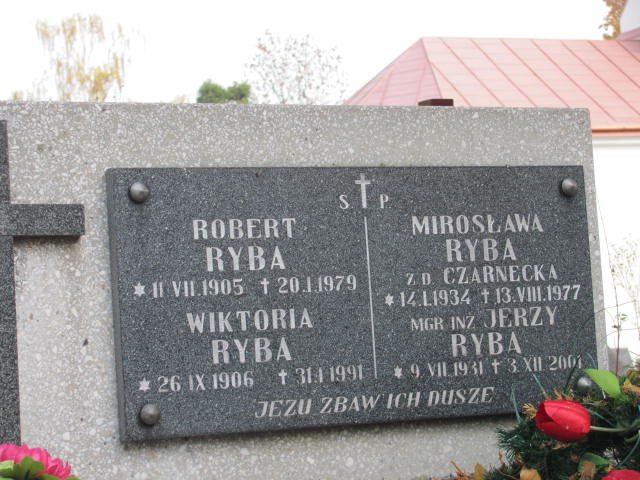 Ś † P
ROBERT
RYBA
* 11 VII.1905 † 20.I.1979
WIKTORIA
RYBA
* 26 IX 1906 † 31.I 1991
MIROSŁAWA
RYBA
Z D. CZARNECKA
* 14.I.1934 † 13.VIII.1977
MGR INŻ JERZY
RYBA
* 9 VII 1931 † 3.XII 2001
JEZU ZBAW ICH DUSZE